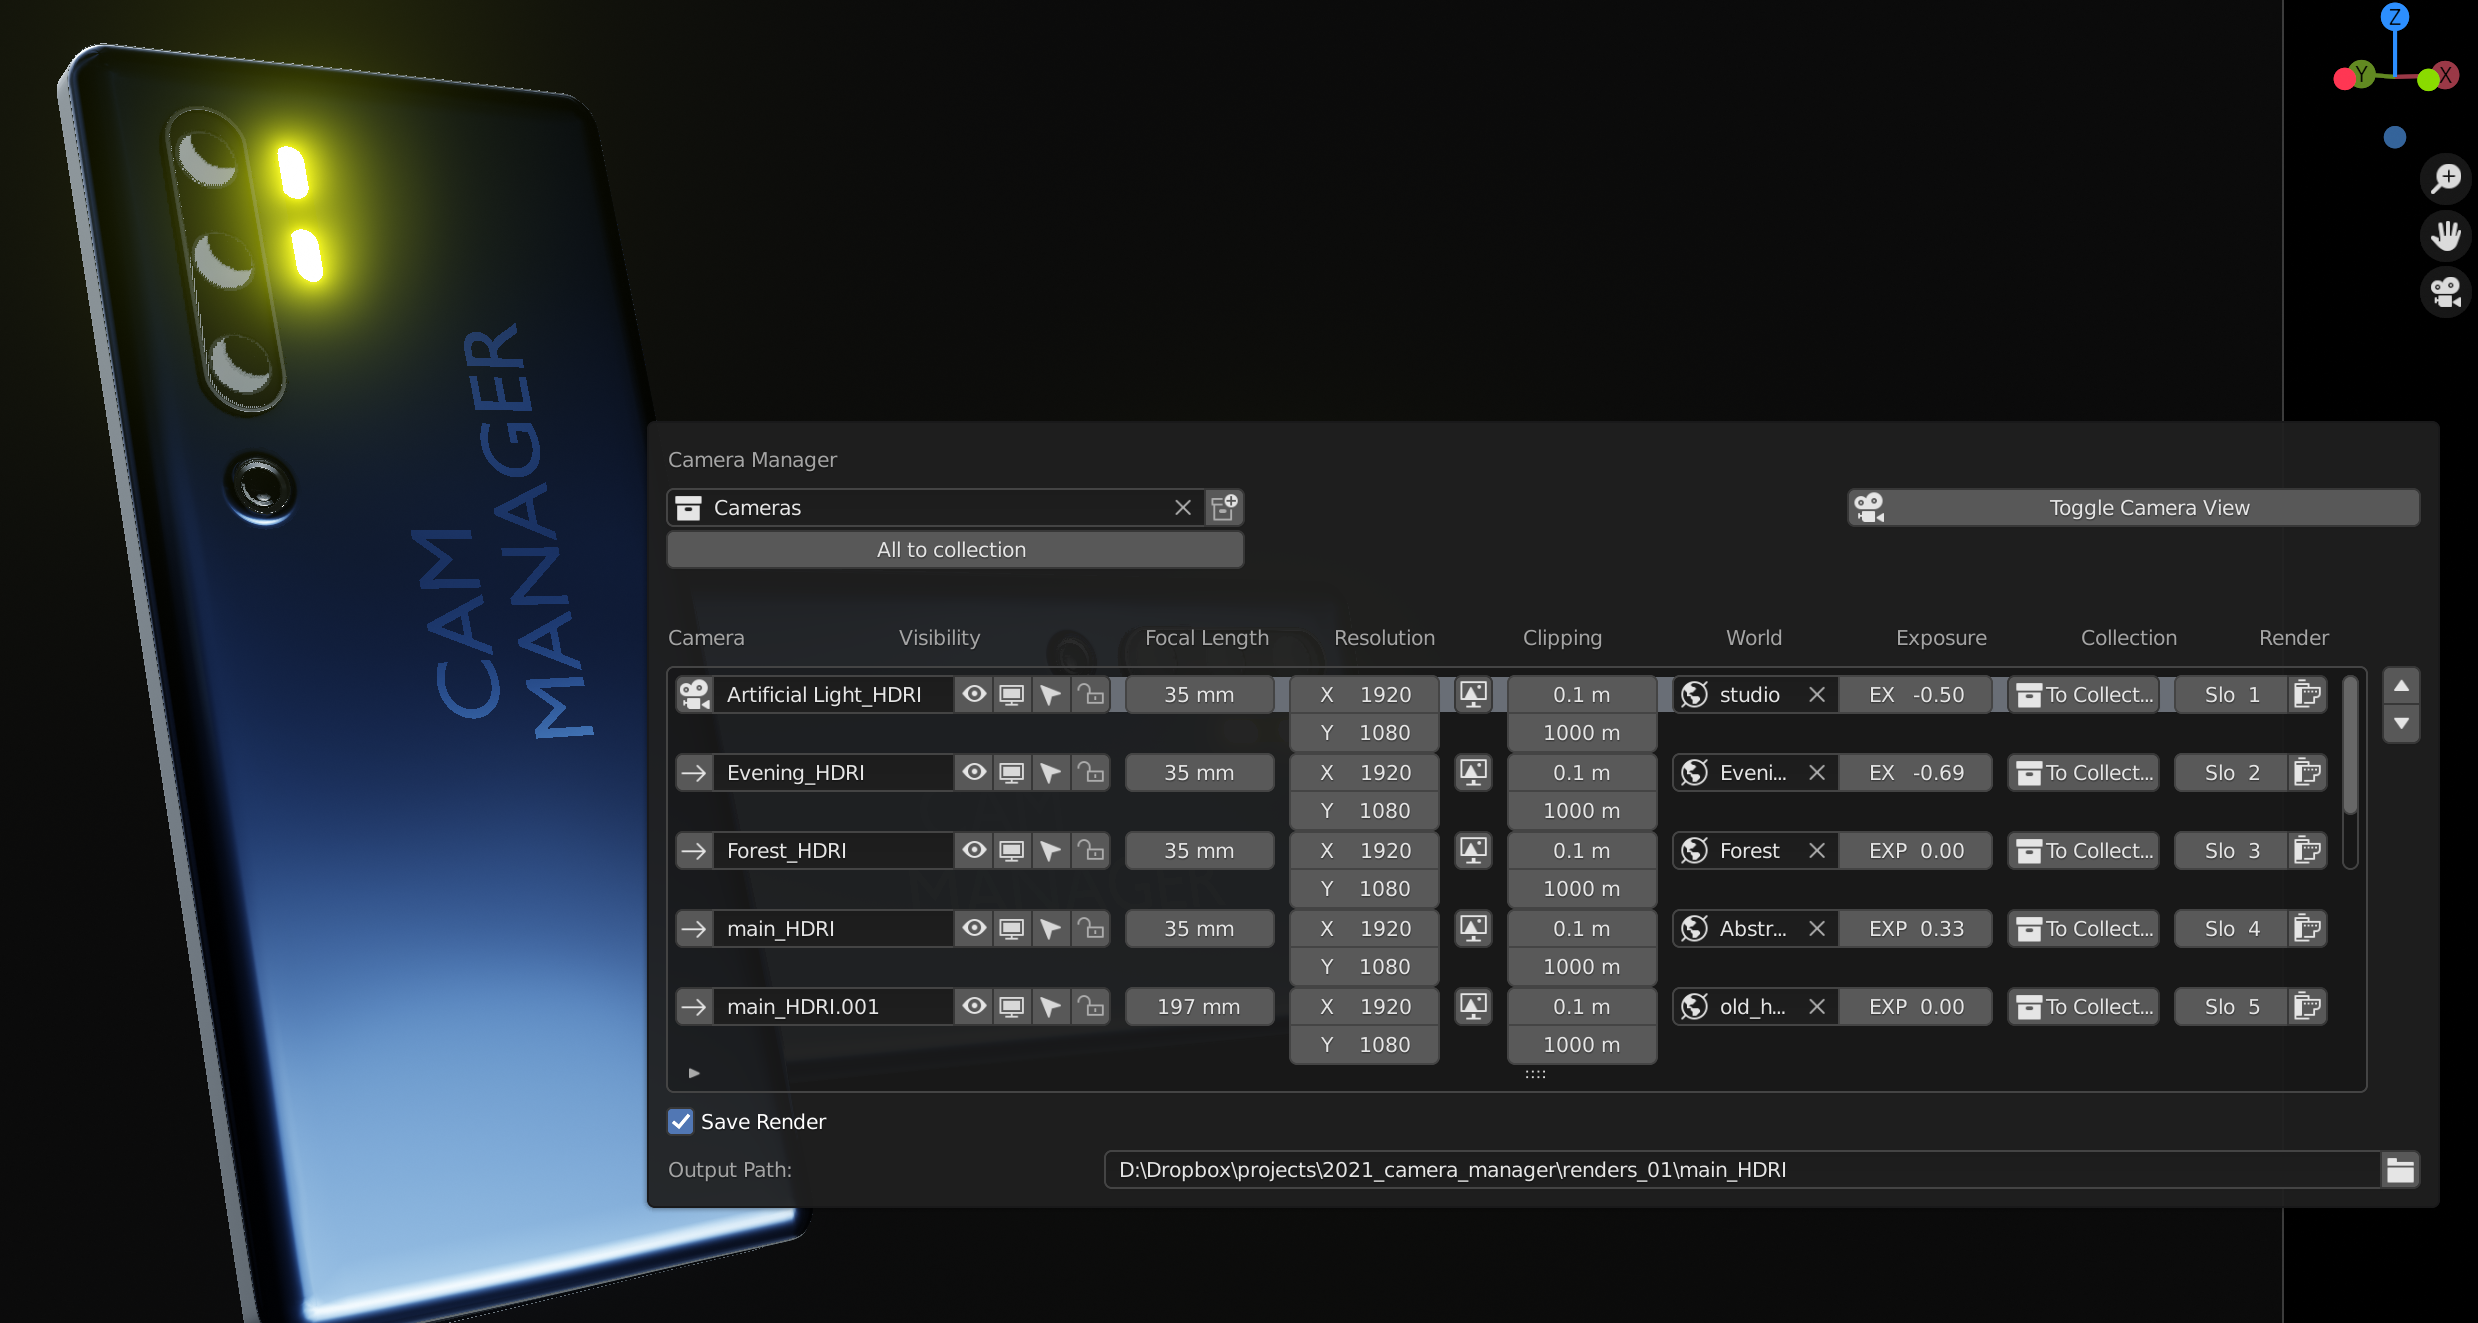 Z
Y
X
CAM
MANAGER
Camera Manager
Cameras
Toggle Camera View
All to collection
Camera Visibility Focal Length Resolution Clipping World Exposure Collection Render
Artificial Light_HDRI 35 mm X 1920 0.1 m studio EX -0.50 To Collect... Slo 1
Y 1080 1000 m
Evening_HDRI 35 mm X 1920 0.1 m Eveni... EX -0.69 To Collect... Slo 2
Y 1080 1000 m
Forest_HDRI 35 mm X 1920 0.1 m Forest EXP 0.00 To Collect... Slo 3
Y 1080 1000 m
main_HDRI 35 mm X 1920 0.1 m Abstr... EXP 0.33 To Collect... Slo 4
Y 1080 1000 m
main_HDRI.001 197 mm X 1920 0.1 m old_h... EXP 0.00 To Collect... Slo 5
Y 1080 1000 m
Save Render
Output Path: D:\Dropbox\projects\2021_camera_manager\renders_01\main_HDRI